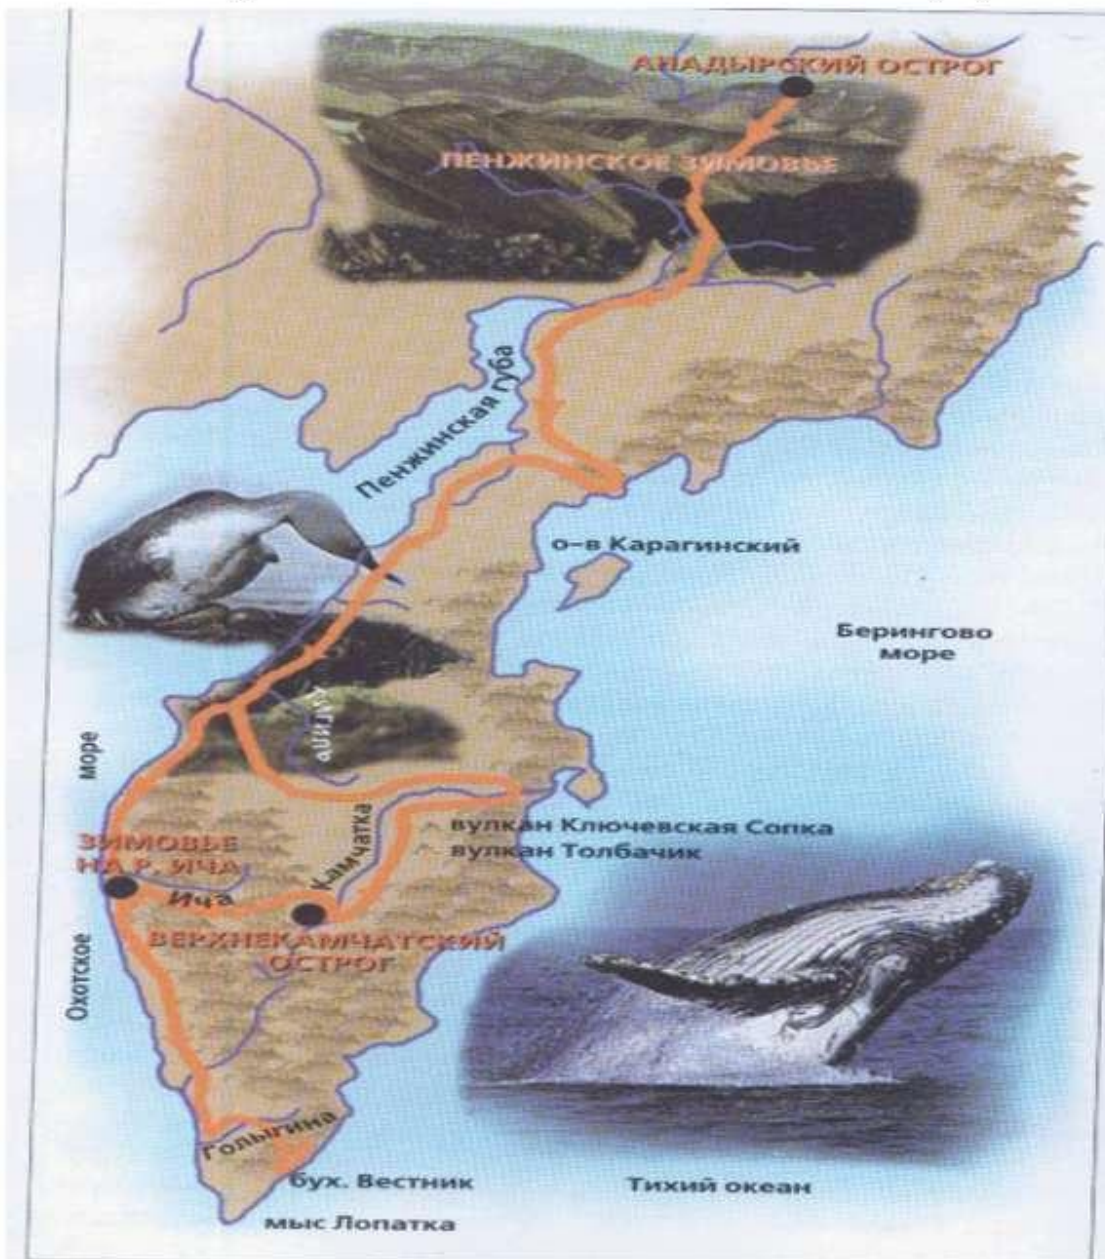 АНАДЫРСКИЙ ОСТРОГ
ПЕНЖИНСКОЕ ЗИМОВЬЕ
Пенжинская губа
о-в Карагинский
Берингово
море
Тигиль
море
Камчатка
вулкан Ключевская Сопка
вулкан Толбачик
ЗИМОВЬЕ
НА Р. ИЧА
Ича
ВЕРХНЕКАМЧАТСКИЙ
ОСТРОГ
Охотское
Голыгина
бух. Вестник
Тихий океан
мыс Лопатка